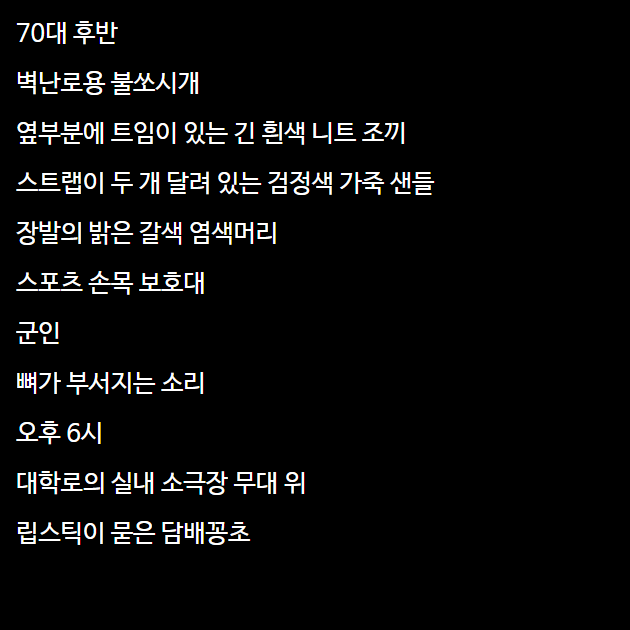 70대 후반
벽난로용 불쏘시개
옆부분에 트임이 있는 긴 흰색 니트 조끼
스트랩이 두 개 달려 있는 검정색 가죽 샌들
장발의 밝은 갈색 염색머리
스포츠 손목 보호대
군인
뼈가 부서지는 소리
오후 6시
대학로의 실내 소극장 무대 위
립스틱이 묻은 담배꽁초